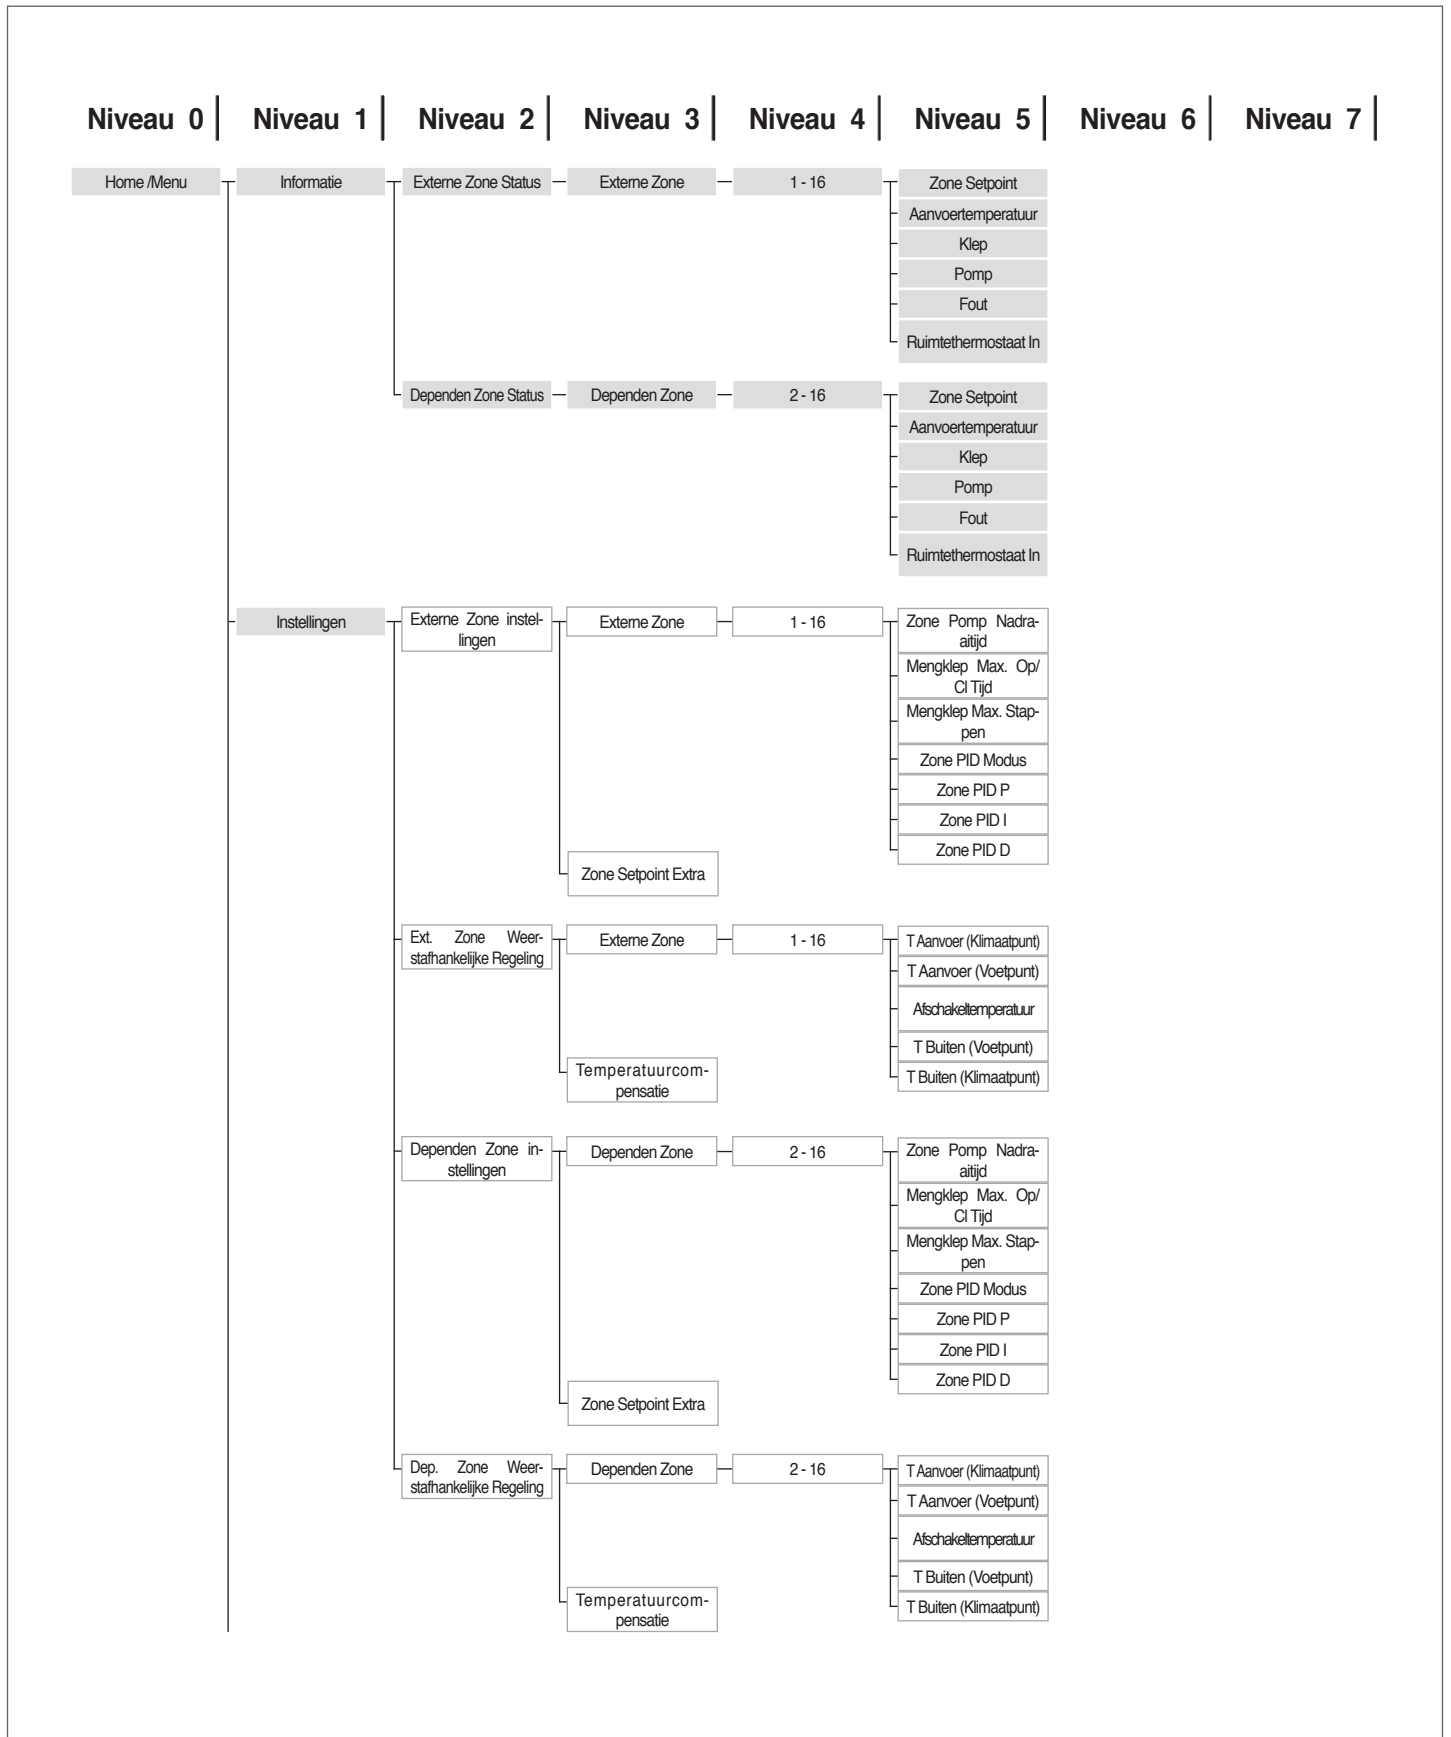 Niveau 0 Niveau 1 Niveau 2 Niveau 3 Niveau 4 Niveau 5 Niveau 6 Niveau 7
Home /Menu Informatie Externe Zone Status Externe Zone 1 - 16 Zone Setpoint
Aanvoertemperatuur
Klep
Pomp
Fout
Ruimtethermostaat In
Dependen Zone Status Dependen Zone 2 - 16 Zone Setpoint
Aanvoertemperatuur
Klep
Pomp
Fout
Ruimtethermostaat In
Instellingen
Externe Zone instel-
lingen
Externe Zone
1 - 16
Zone Pomp Nadra-
aitijd
Mengklep Max. Op/
Cl Tijd
Mengklep Max. Stap-
pen
Zone PID Modus
Zone PID P
Zone PID I
Zone PID D
Zone Setpoint Extra
Ext. Zone Weer-
stafhankelijke Regeling
Externe Zone
1 - 16
T Aanvoer (Klimaatpunt)
T Aanvoer (Voetpunt)
Afschakeltemperatuur
T Buiten (Voetpunt)
T Buiten (Klimaatpunt)
Temperatuurcom-
pensatie
Dependen Zone in-
stellingen
Dependen Zone
2 - 16
Zone Pomp Nadra-
aitijd
Mengklep Max. Op/
Cl Tijd
Mengklep Max. Stap-
pen
Zone PID Modus
Zone PID P
Zone PID I
Zone PID D
Zone Setpoint Extra
Dep. Zone Weer-
stafhankelijke Regeling
Dependen Zone
2 - 16
T Aanvoer (Klimaatpunt)
T Aanvoer (Voetpunt)
Afschakeltemperatuur
T Buiten (Voetpunt)
T Buiten (Klimaatpunt)
Temperatuurcom-
pensatie